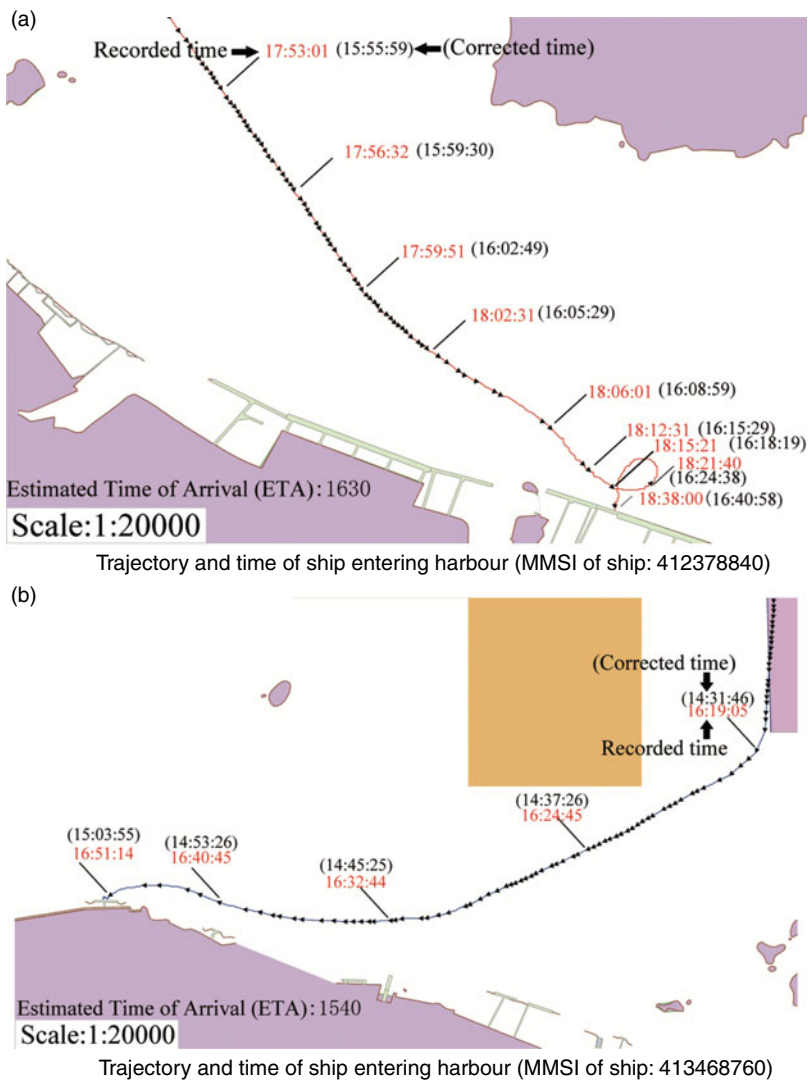 (a)
Recorded time 17:53:01 (15:55:59) (Corrected time)
17:56:32 (15:59:30)
17:59:51 (16:02:49)
18:02:31 (16:05:29)
18:06:01 (16:08:59)
18:12:31 (16:15:29)
18:15:21 (16:18:19)
18:21:40
(16:24:38)
18:38:00 (16:40:58)
Estimated Time of Arrival (ETA): 1630
Scale:1:20000
Trajectory and time of ship entering harbour (MMSI of ship: 412378840)
(b)
(Corrected time)
(14:31:46)
16:19:05
Recorded time
(14:37:26)
16:24:45
(14:45:25)
16:32:44
(14:53:26)
16:40:45
(15:03:55)
16:51:14
Estimated Time of Arrival (ETA): 1540
Scale:1:20000
Trajectory and time of ship entering harbour (MMSI of ship: 413468760)